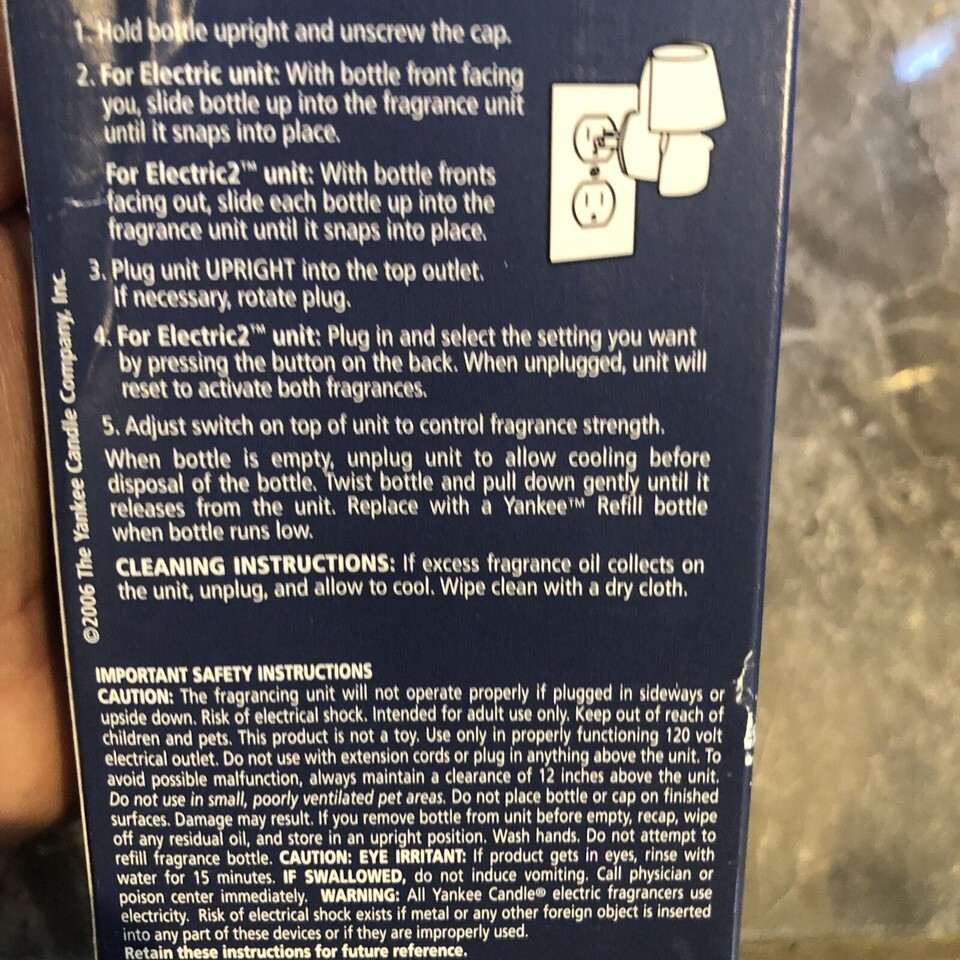 1. Hold bottle upright and unscrew the cap.
2. For Electric unit: With bottle front facing
you, slide bottle up into the fragrance unit
until it snaps into place.
For Electric2™ unit: With bottle fronts
facing out, slide each bottle up into the
fragrance unit until it snaps into place.
3. Plug unit UPRIGHT into the top outlet.
If necessary, rotate plug.
4. For Electric2™ unit: Plug in and select the setting you want
by pressing the button on the back. When unplugged, unit will
reset to activate both fragrances.
5. Adjust switch on top of unit to control fragrance strength.
When bottle is empty, unplug unit to allow cooling before
disposal of the bottle. Twist bottle and pull down gently until it
releases from the unit. Replace with a Yankee™ Refill bottle
when bottle runs low.
CLEANING INSTRUCTIONS: If excess fragrance oil collects on
the unit, unplug, and allow to cool. Wipe clean with a dry cloth.
©2006 The Yankee Candle Company, Inc.
IMPORTANT SAFETY INSTRUCTIONS
CAUTION: The fragrancing unit will not operate properly if plugged in sideways or
upside down. Risk of electrical shock. Intended for adult use only. Keep out of reach of
children and pets. This product is not a toy. Use only in properly functioning 120 volt
electrical outlet. Do not use with extension cords or plug in anything above the unit. To
avoid possible malfunction, always maintain a clearance of 12 inches above the unit.
Do not use in small, poorly ventilated pet areas. Do not place bottle or cap on finished
surfaces. Damage may result. If you remove bottle from unit before empty, recap, wipe
off any residual oil, and store in an upright position. Wash hands. Do not attempt to
refill fragrance bottle. CAUTION: EYE IRRITANT: If product gets in eyes, rinse with
water for 15 minutes. IF SWALLOWED, do not induce vomiting. Call physician or
poison center immediately. WARNING: All Yankee Candle® electric fragrancers use
electricity. Risk of electrical shock exists if metal or any other foreign object is inserted
into any part of these devices or if they are improperly used.
Retain these instructions for future reference.